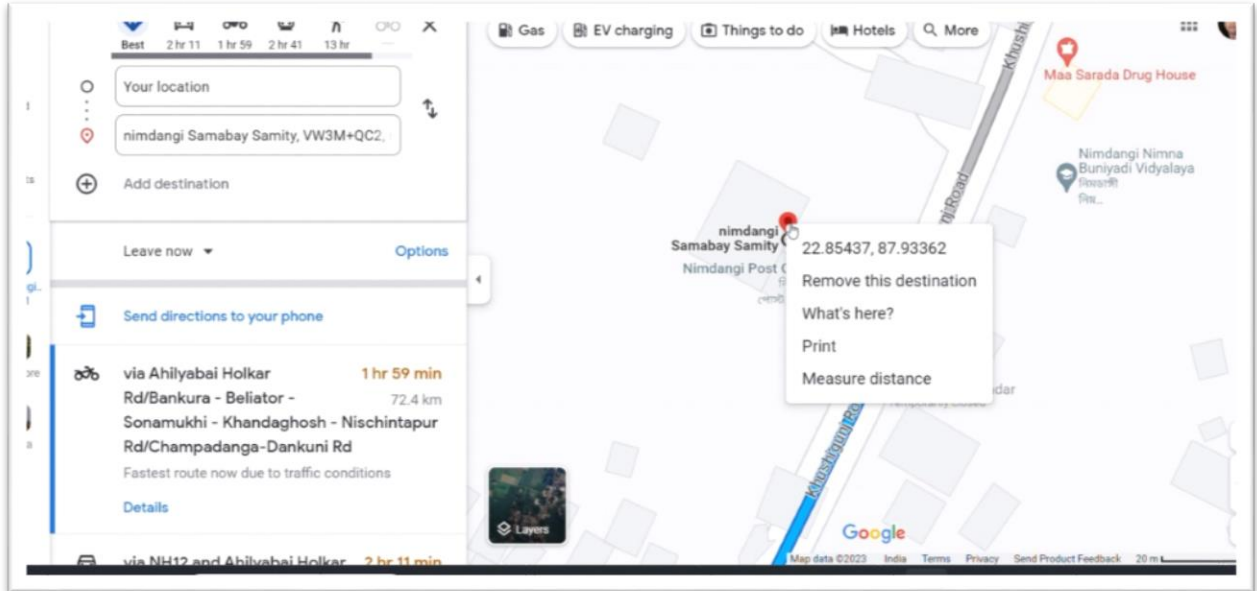 Gas
EV charging
Things to do
Hotels
More
Best
2 hr 11
1 hr 59
2 hr 41
13 hr
Your location
nimdangi Samabay Samity, VW3M+QC2,
Add destination
Leave now
Options
Send directions to your phone
via Ahilyabai Holkar
1 hr 59 min
Rd/Bankura - Beliator -
72.4 km
Sonamukhi - Khandaghosh - Nischintapur
Rd/Champadanga-Dankuni Rd
Fastest route now due to traffic conditions
Details
via NH12 and Ahilyabai Holkar
2 hr 11 min
Maa Sarada Drug House
Nimdangi Nimna
Buniyadi Vidyalaya
nimdangi
Samabay Samity
Nimdangi Post
22.85437, 87.93362
Remove this destination
What's here?
Print
Measure distance
Khushigunj
Layers
Google
Map data ©2023
India
Terms
Privacy
Send Product Feedback
20 m